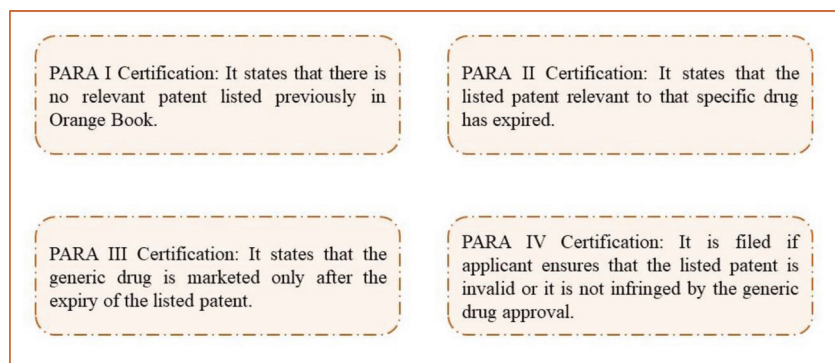 PARA I Certification: It states that there is
no relevant patent listed previously in
Orange Book.
PARA II Certification: It states that the
listed patent relevant to that specific drug
has expired.
PARA III Certification: It states that the
generic drug is marketed only after the
expiry of the listed patent.
PARA IV Certification: It is filed if
applicant ensures that the listed patent is
invalid or it is not infringed by the generic
drug approval.